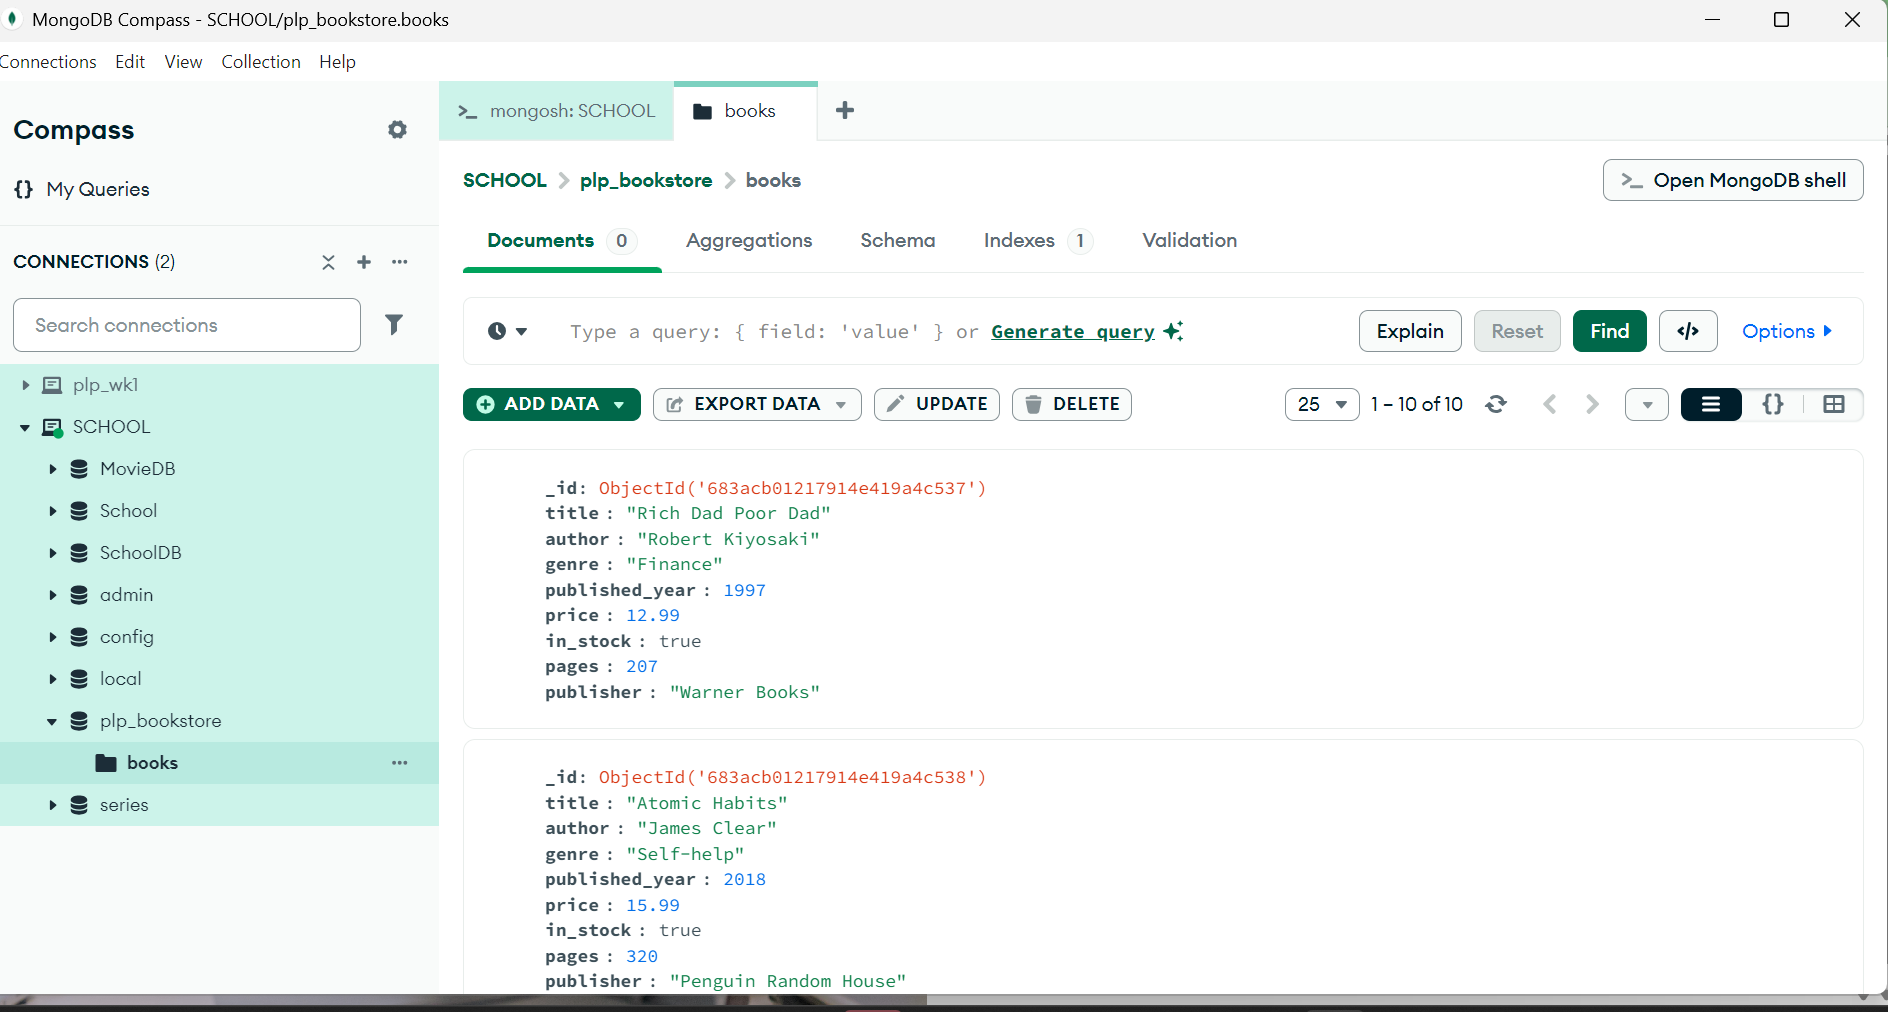 MongoDB Compass - SCHOOL/plp_bookstore.books
Connections Edit View Collection Help
Compass
{} My Queries
CONNECTIONS (2)
Search connections
plp_wk1
SCHOOL
MovieDB
School
SchoolDB
admin
config
local
plp_bookstore
books
series
>_ mongosh: SCHOOL
books
SCHOOL > plp_bookstore > books
>_ Open MongoDB shell
Documents 0 Aggregations Schema Indexes 1 Validation
Type a query: { field: 'value' } or Generate query
Explain Reset Find </> Options
ADD DATA EXPORT DATA UPDATE DELETE
25 1 – 10 of 10 {}
_id: ObjectId('683acb01217914e419a4c537')
title : "Rich Dad Poor Dad"
author : "Robert Kiyosaki"
genre : "Finance"
published_year : 1997
price : 12.99
in_stock : true
pages : 207
publisher : "Warner Books"
_id: ObjectId('683acb01217914e419a4c538')
title : "Atomic Habits"
author : "James Clear"
genre : "Self-help"
published_year : 2018
price : 15.99
in_stock : true
pages : 320
publisher : "Penguin Random House"